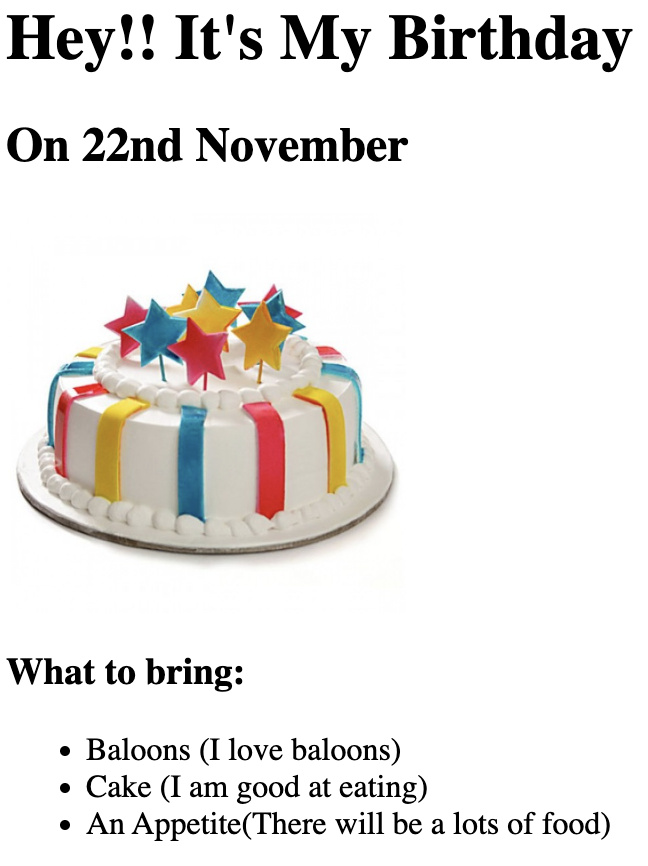 Hey!! It's My Birthday
On 22nd November
What to bring:
Baloons (I love baloons)
Cake (I am good at eating)
An Appetite(There will be a lots of food)